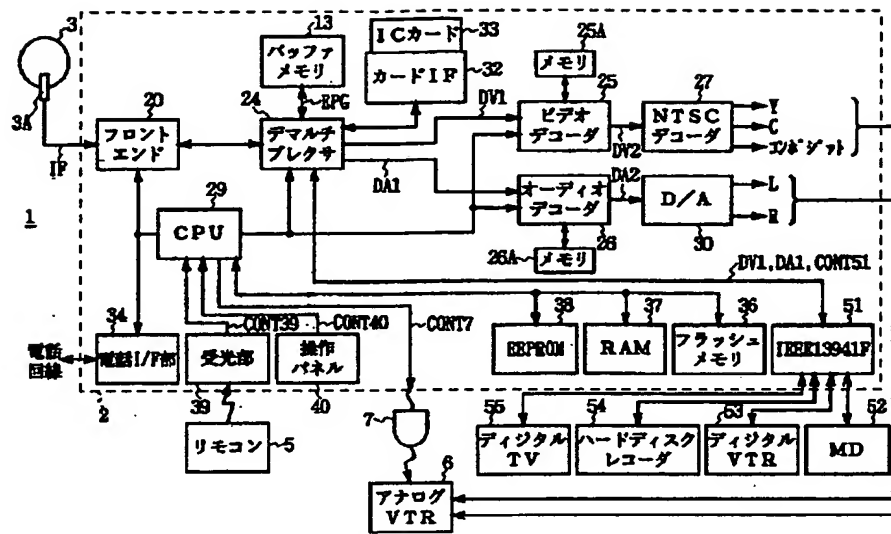 3
3A
IF
1
20
フロント
エンド
13
バッファ
メモリ
EPG
24
デマルチ
プレクサ
ICカード
33
カードIF
32
DV1
DA1
25A
メモリ
25
ビデオ
デコーダ
DV2
27
NTSC
デコーダ
Y
C
コンポジット
オーディオ
デコーダ
26
DA2
D/A
30
L
R
26A
メモリ
29
CPU
DV1,DA1,CONT51
34
電話I/F部
電話
回線
2
CONT39
受光部
39
CONT40
操作
パネル
40
CONT7
38
EEPROM
37
RAM
36
フラッシュ
メモリ
51
IEEE1394IF
リモコン
5
7
6
アナログ
VTR
55
ディジタル
TV
54
ハードディスク
レコーダ
53
ディジタル
VTR
52
MD